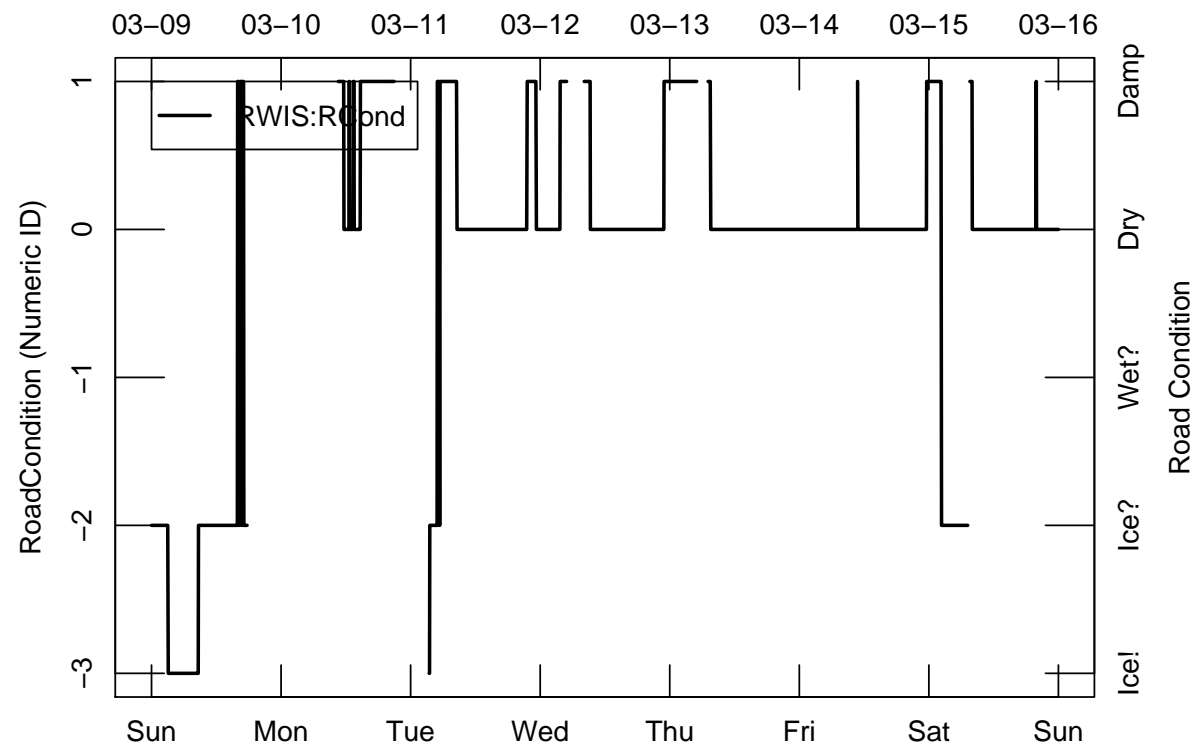 03−09 03−10 03−11 03−12 03−13 03−14 03−15 03−16
RWIS:RCond
RoadCondition (Numeric ID)
1
0
−1
−2
−3
Damp
Dry
Wet?
Ice?
Ice!
Road Condition
Sun Mon Tue Wed Thu Fri Sat Sun